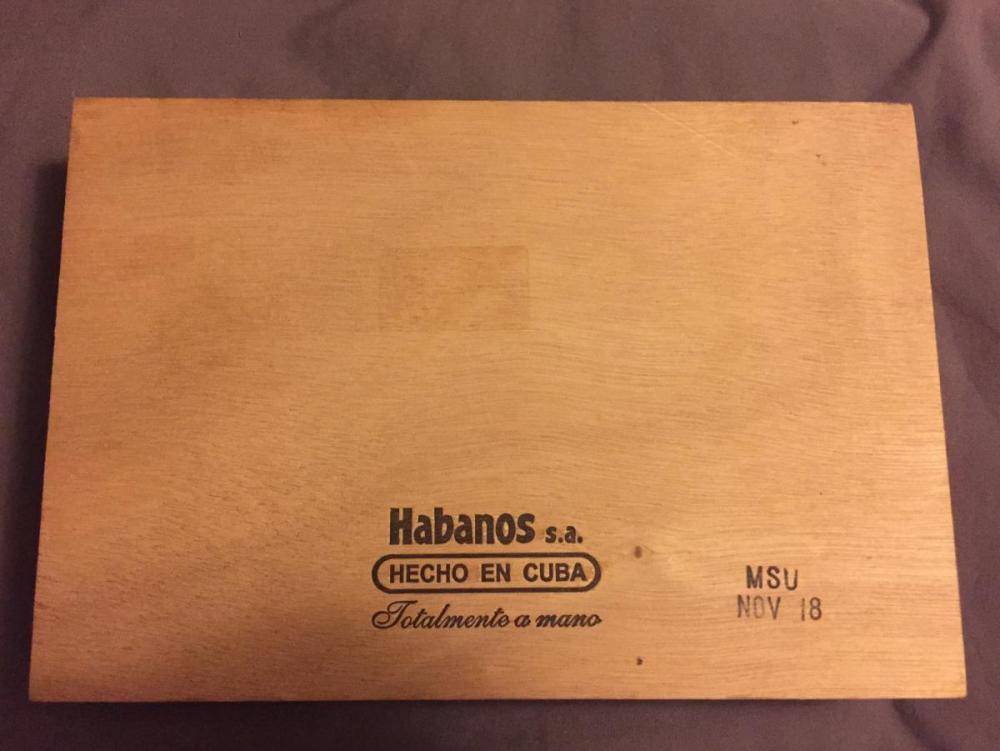 Habanos s.a.
HECHO EN CUBA
Totalmente a mano
MSU
NOV 18